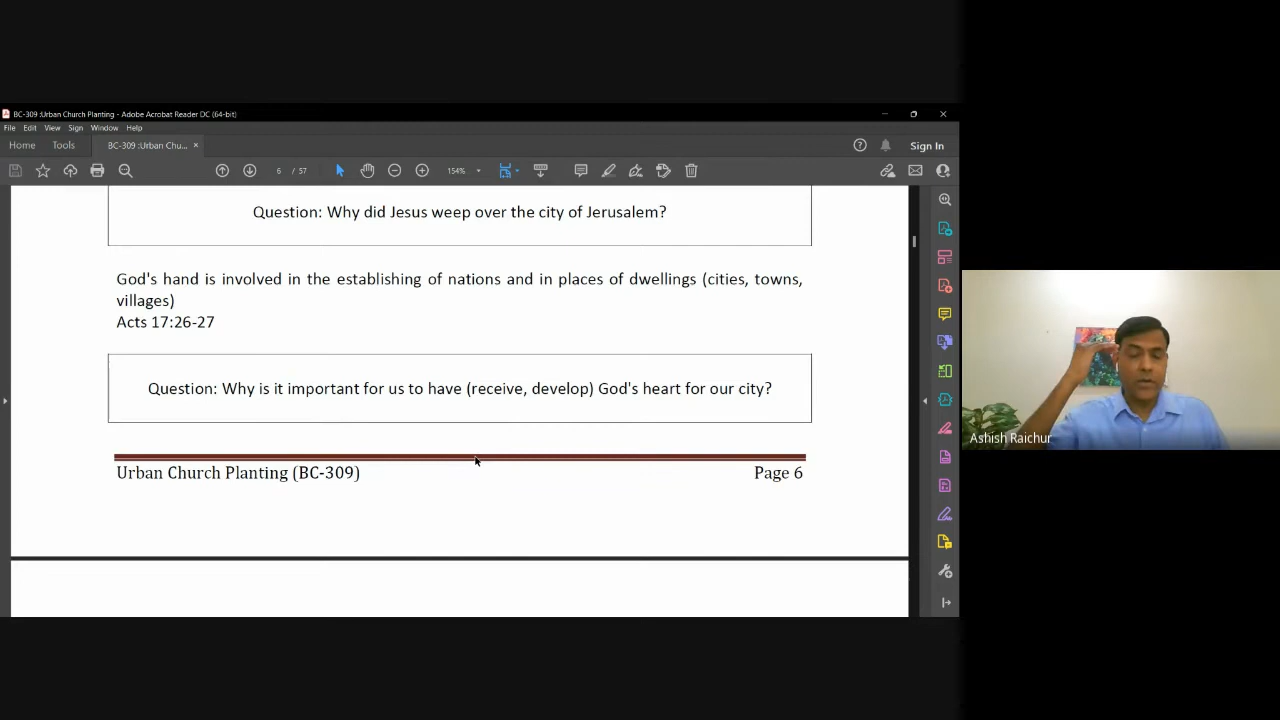 BC-309 :Urban Church Planting - Adobe Acrobat Reader DC (64-bit)
File Edit View Sign Window Help
Home Tools BC-309 :Urban Chu... × Sign In
6 / 57 154%
Question: Why did Jesus weep over the city of Jerusalem?
God's hand is involved in the establishing of nations and in places of dwellings (cities, towns,
villages)
Acts 17:26-27
Question: Why is it important for us to have (receive, develop) God's heart for our city?
Urban Church Planting (BC-309) Page 6
Ashish Raichur